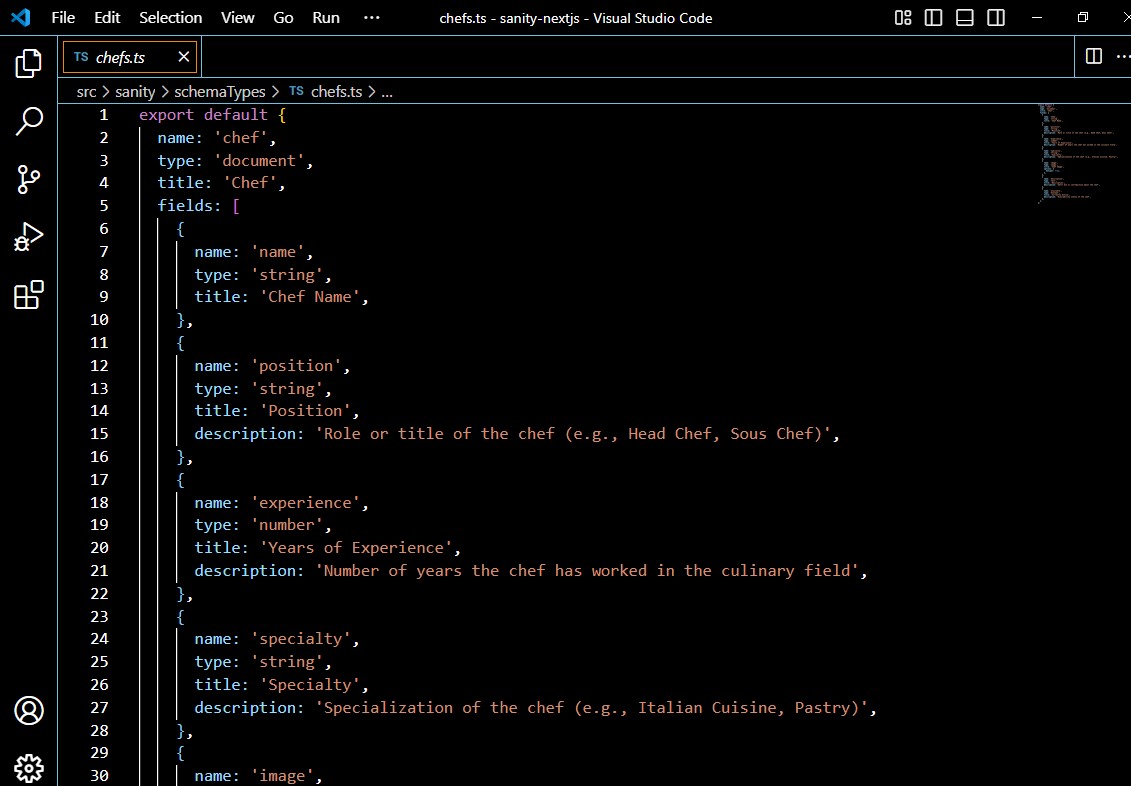 File Edit Selection View Go Run ··· chefs.ts - sanity-nextjs - Visual Studio Code
TS chefs.ts
src > sanity > schemaTypes > TS chefs.ts > ...
1 export default {
2 name: 'chef',
3 type: 'document',
4 title: 'Chef',
5 fields: [
6 {
7 name: 'name',
8 type: 'string',
9 title: 'Chef Name',
10 },
11 {
12 name: 'position',
13 type: 'string',
14 title: 'Position',
15 description: 'Role or title of the chef (e.g., Head Chef, Sous Chef)',
16 },
17 {
18 name: 'experience',
19 type: 'number',
20 title: 'Years of Experience',
21 description: 'Number of years the chef has worked in the culinary field',
22 },
23 {
24 name: 'specialty',
25 type: 'string',
26 title: 'Specialty',
27 description: 'Specialization of the chef (e.g., Italian Cuisine, Pastry)',
28 },
29 {
30 name: 'image',